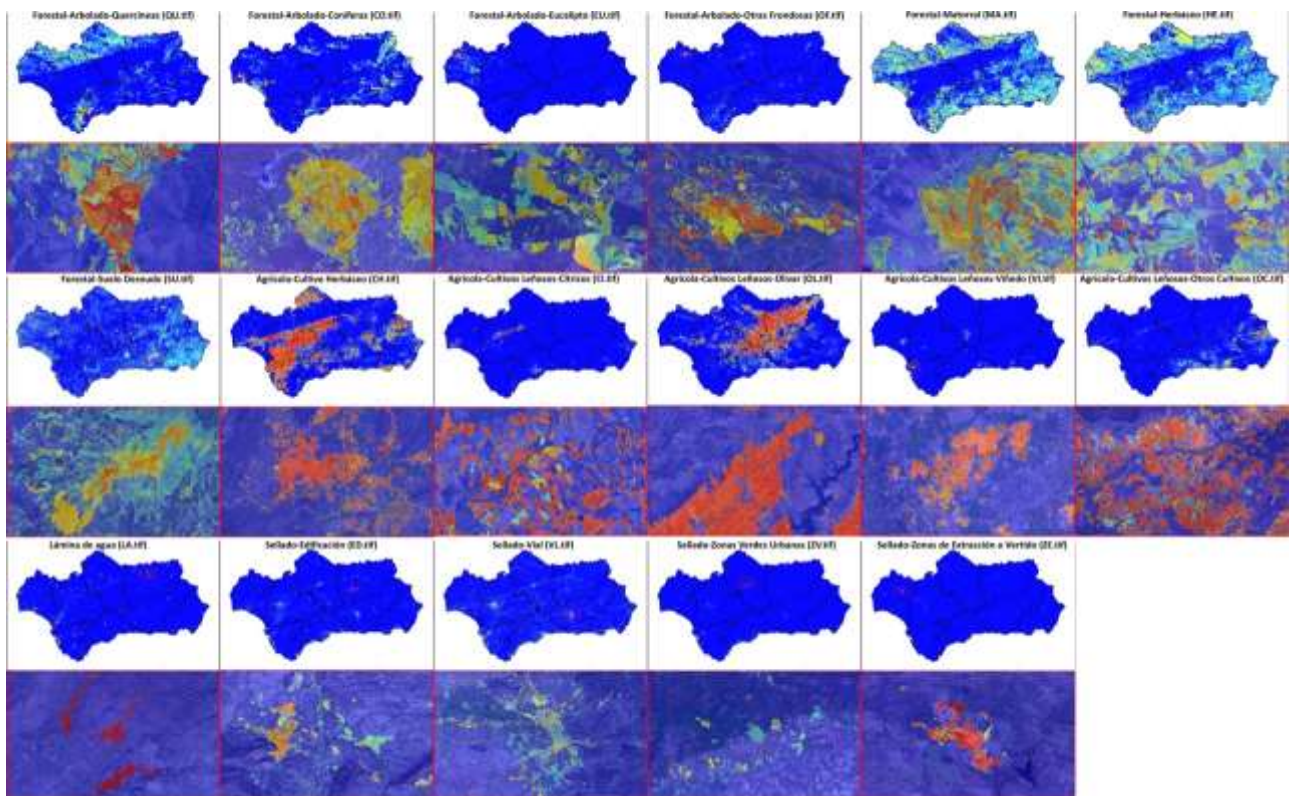 Forestal-Arbolado-Quercíneas (QU.tif)
Forestal-Arbolado-Coníferas (CO.tif)
Forestal-Arbolado-Eucalipto (EU.tif)
Forestal-Arbolado-Otras Frondosas (OF.tif)
Forestal-Matorral (MA.tif)
Forestal-Herbáceo (HE.tif)
Forestal-Suelo Desnudo (SU.tif)
Agrícola-Cultivo Herbáceo (CH.tif)
Agrícola-Cultivos Leñosos-Cítricos (CI.tif)
Agrícola-Cultivos Leñosos-Olivar (OL.tif)
Agrícola-Cultivos Leñosos Viñedo (VI.tif)
Agrícola-Cultivos Leñosos-Otros Cultivos (OC.tif)
Lámina de agua (LA.tif)
Sellado-Edificación (ED.tif)
Sellado-Vial (VL.tif)
Sellado-Zonas Verdes Urbanas (ZV.tif)
Sellado-Zonas de Extracción o Vertido (ZE.tif)